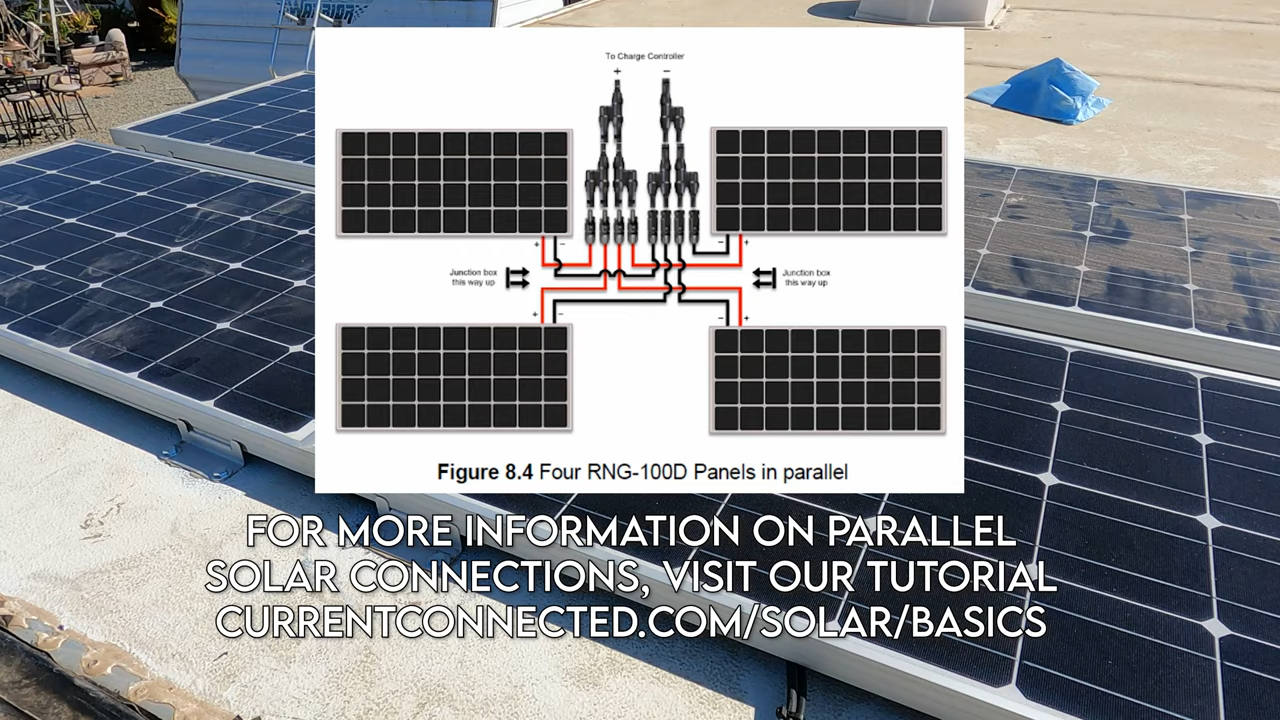 WARRIOR
To Charge Controller
+ −
+ − − +
Junction box
this way up
Junction box
this way up
+ − − +
Figure 8.4 Four RNG-100D Panels in parallel
FOR MORE INFORMATION ON PARALLEL
SOLAR CONNECTIONS, VISIT OUR TUTORIAL
CURRENTCONNECTED.COM/SOLAR/BASICS